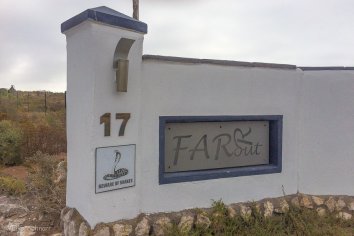 17
FAR out
BEWARE OF SNAKES